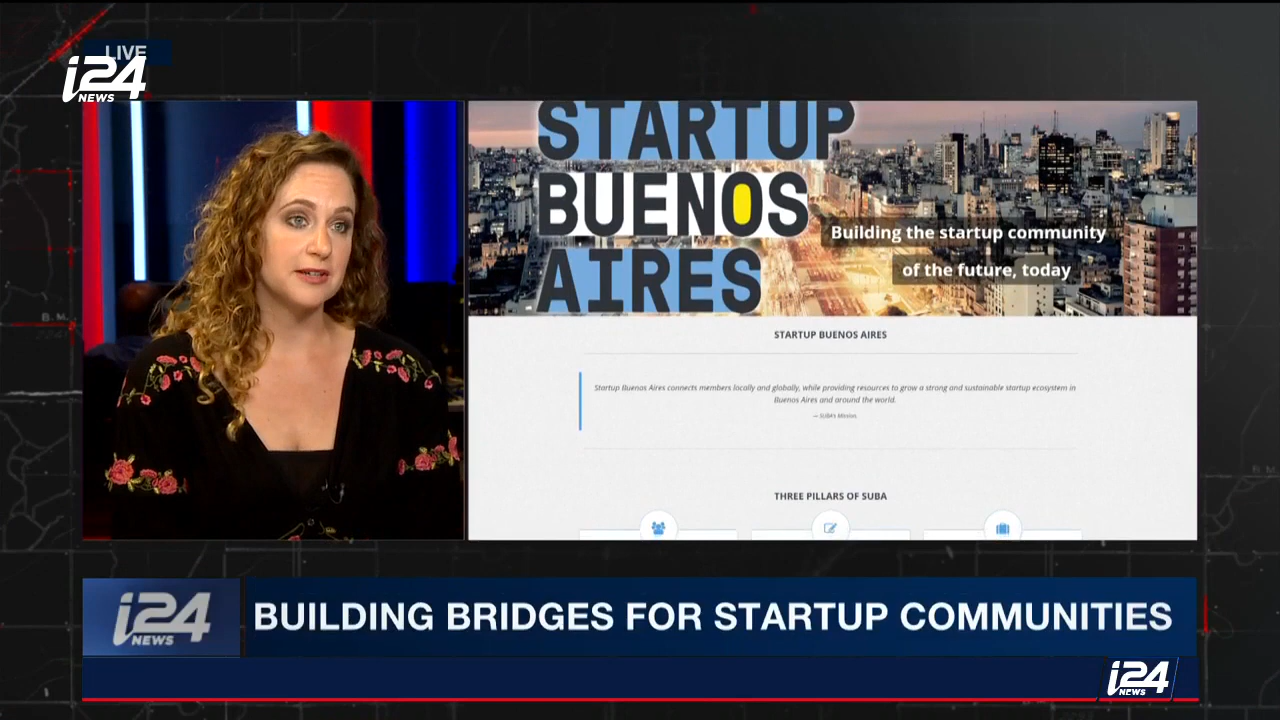 LIVE
i24
NEWS
STARTUP
BUENOS
AIRES
Building the startup community
of the future, today
STARTUP BUENOS AIRES
Startup Buenos Aires connects members locally and globally, while providing resources to grow a strong and sustainable startup ecosystem in
Buenos Aires and around the world.
— SUBA's Mission
THREE PILLARS OF SUBA
B.M.
i24
NEWS
BUILDING BRIDGES FOR STARTUP COMMUNITIES
i24
NEWS